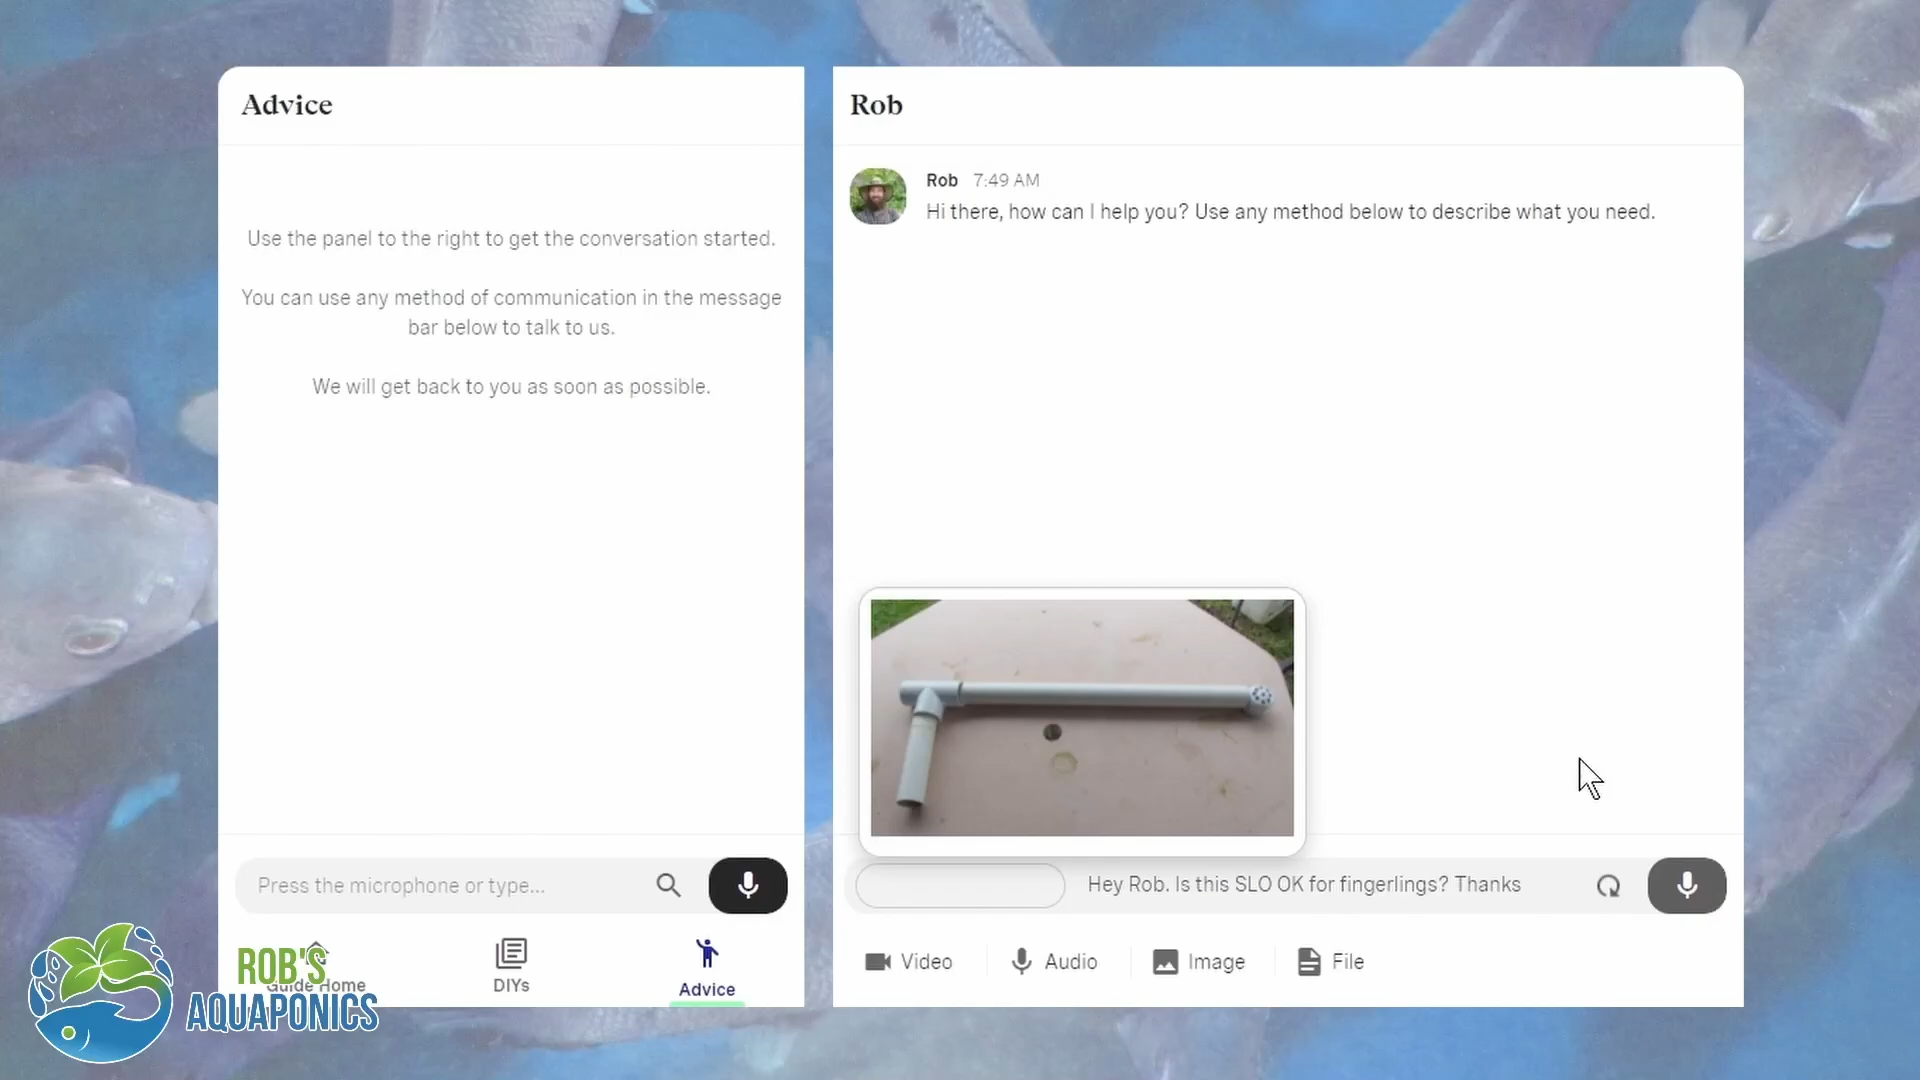 Advice
Use the panel to the right to get the conversation started.
You can use any method of communication in the message
bar below to talk to us.
We will get back to you as soon as possible.
Press the microphone or type...
Guide Home
DIYs
Advice
Rob
Rob 7:49 AM
Hi there, how can I help you? Use any method below to describe what you need.
Hey Rob. Is this SLO OK for fingerlings? Thanks
Video
Audio
Image
File
ROB'S
AQUAPONICS